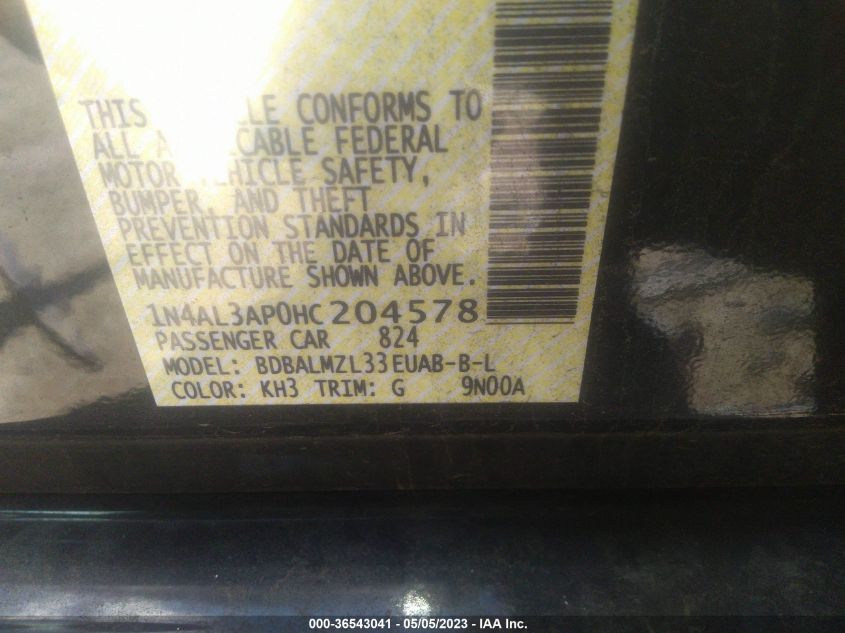 THIS LE CONFORMS TO
ALL CABLE FEDERAL
MOTOR VEHICLE SAFETY,
BUMPER, AND THEFT
PREVENTION STANDARDS IN
EFFECT ON THE DATE OF
MANUFACTURE SHOWN ABOVE.
1N4AL3AP0HC204578
PASSENGER CAR 824
MODEL: BDBALMZL33EUAB-B-L
COLOR: KH3 TRIM: G 9N00A
000-36543041 - 05/05/2023 - IAA Inc.